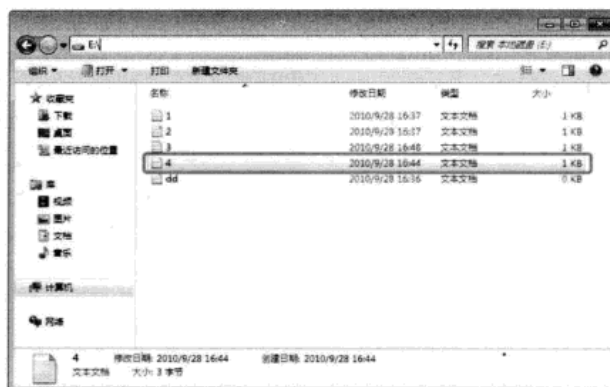 E:\
搜索 本地磁盘 (E:)
组织 打开 打印 新建文件夹
名称 修改日期 类型 大小
收藏夹
下载
桌面
最近访问的位置
库
视频
图片
文档
音乐
计算机
网络
1 2010/9/28 16:37 文本文档 1 KB
2 2010/9/28 16:37 文本文档 1 KB
3 2010/9/28 16:48 文本文档 1 KB
4 2010/9/28 16:44 文本文档 1 KB
dd 2010/9/28 16:36 文本文档 0 KB
4 修改日期: 2010/9/28 16:44 创建日期: 2010/9/28 16:44
文本文档 大小: 3 字节